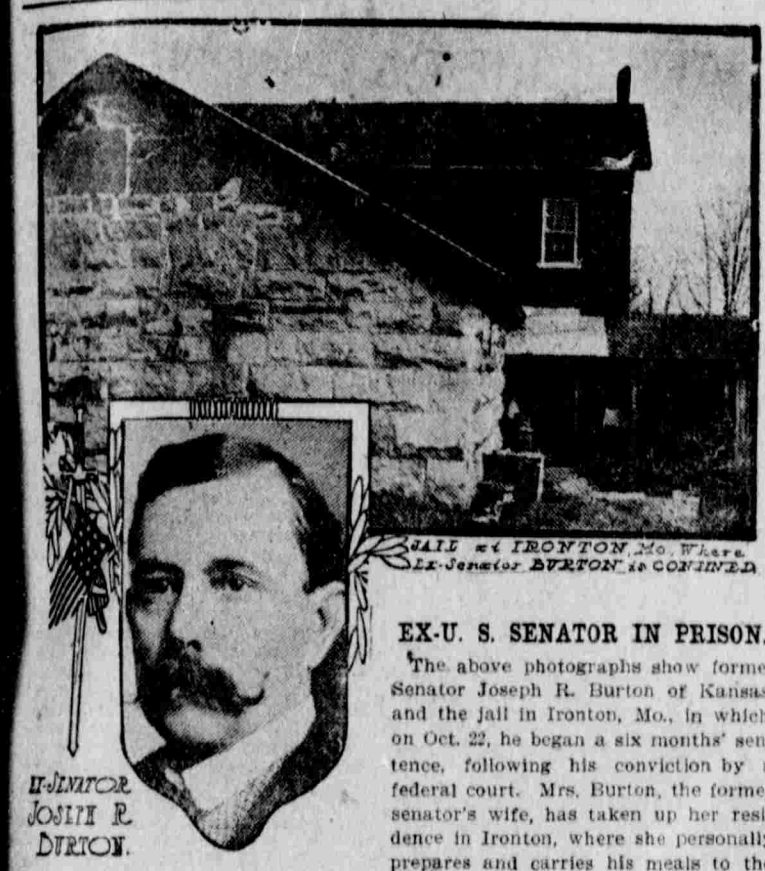 JAIL at IRONTON, Mo. Where
Ex-Senator BURTON is CONFINED
EX-SENATOR
JOSEPH R.
BURTON.
EX-U. S. SENATOR IN PRISON.
The above photographs show forme
Senator Joseph R. Burton of Kansas
and the jail in Ironton, Mo., in which
on Oct. 22, he began a six months' sen
tence, following his conviction by
federal court. Mrs. Burton, the forme
senator's wife, has taken up her resi
dence in Ironton, where she personally
prepares and carries his meals to the